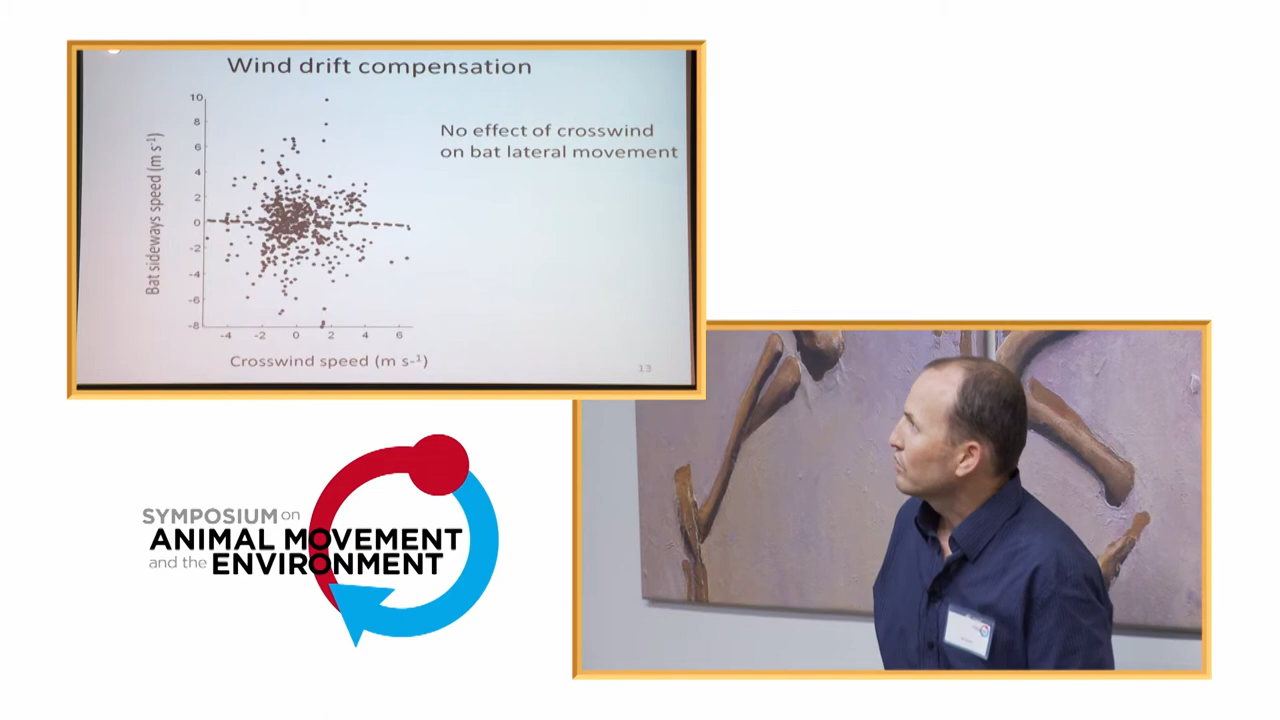 Wind drift compensation
10
8
6
4
2
0
-2
-4
-6
-8
Bat sideways speed (m s-1)
-4 -2 0 2 4 6
Crosswind speed (m s-1)
No effect of crosswind
on bat lateral movement
13
SYMPOSIUM on
ANIMAL MOVEMENT
and the ENVIRONMENT